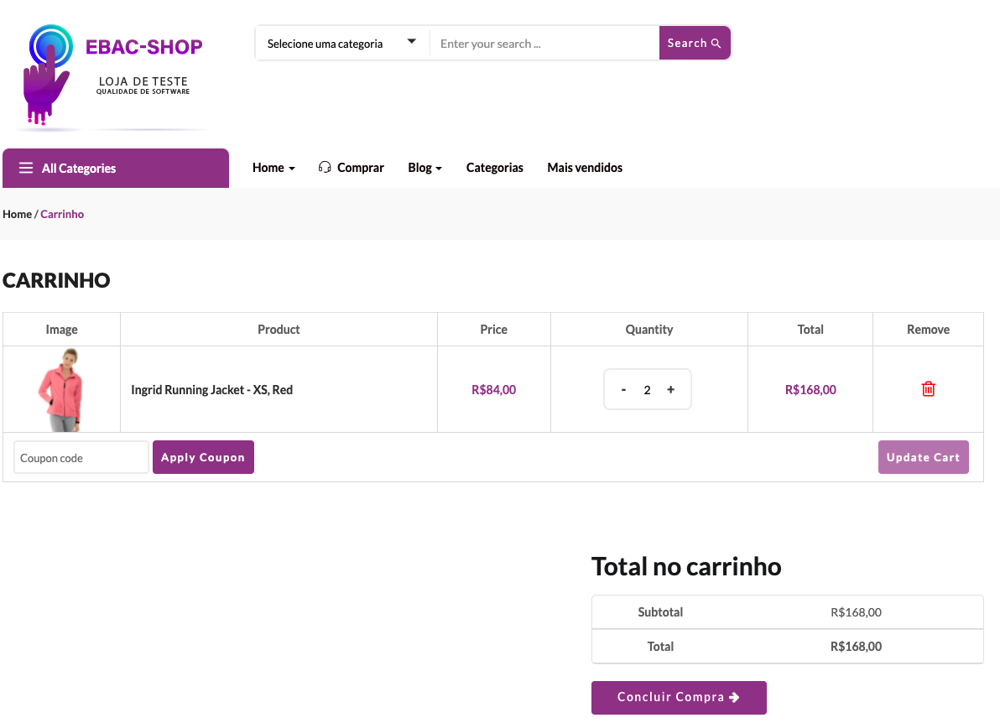 EBAC-SHOP
LOJA DE TESTE
QUALIDADE DE SOFTWARE
Selecione uma categoria
Enter your search ...
Search
All Categories
Home
Comprar
Blog
Categorias
Mais vendidos
Home / Carrinho
CARRINHO
Image Product Price Quantity Total Remove
Ingrid Running Jacket - XS, Red R$84,00 - 2 + R$168,00
Coupon code Apply Coupon Update Cart
Total no carrinho
Subtotal R$168,00
Total R$168,00
Concluir Compra